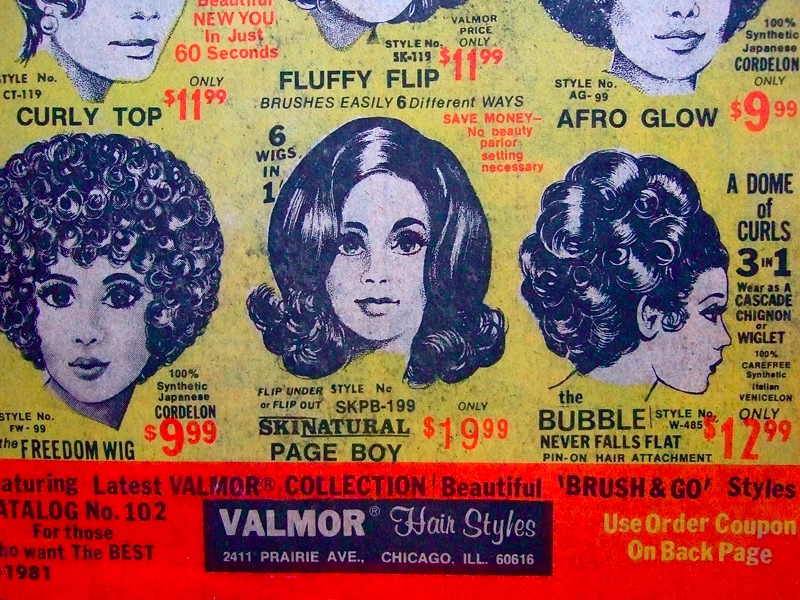 Beautiful
NEW YOU
In Just
60 Seconds
STYLE No.
CT-119
ONLY
$11.99
CURLY TOP
VALMOR
PRICE
ONLY
STYLE No.
SK-119
$11.99
FLUFFY FLIP
BRUSHES EASILY 6 Different WAYS
100%
Synthetic
Japanese
CORDELON
STYLE No.
AG-99
ONLY
$9.99
AFRO GLOW
100%
Synthetic
Japanese
CORDELON
STYLE No.
FW-99
$9.99
the FREEDOM WIG
6
WIGS
IN
1
SAVE MONEY—
No beauty
parlor
setting
necessary
FLIP UNDER
or FLIP OUT
STYLE No
SKPB-199
ONLY
$19.99
SKINATURAL
PAGE BOY
A DOME
of
CURLS
3 IN 1
Wear as A
CASCADE
CHIGNON
or
WIGLET
100%
CAREFREE
Synthetic
Italian
VENICELON
the
BUBBLE
STYLE No.
W-485
ONLY
$12.99
NEVER FALLS FLAT
PIN-ON HAIR ATTACHMENT
aturing Latest VALMOR® COLLECTION Beautiful 'BRUSH & GO' Styles
ATALOG No. 102
For those
ho want The BEST
1981
VALMOR® Hair Styles
2411 PRAIRIE AVE., CHICAGO, ILL. 60616
Use Order Coupon
On Back Page